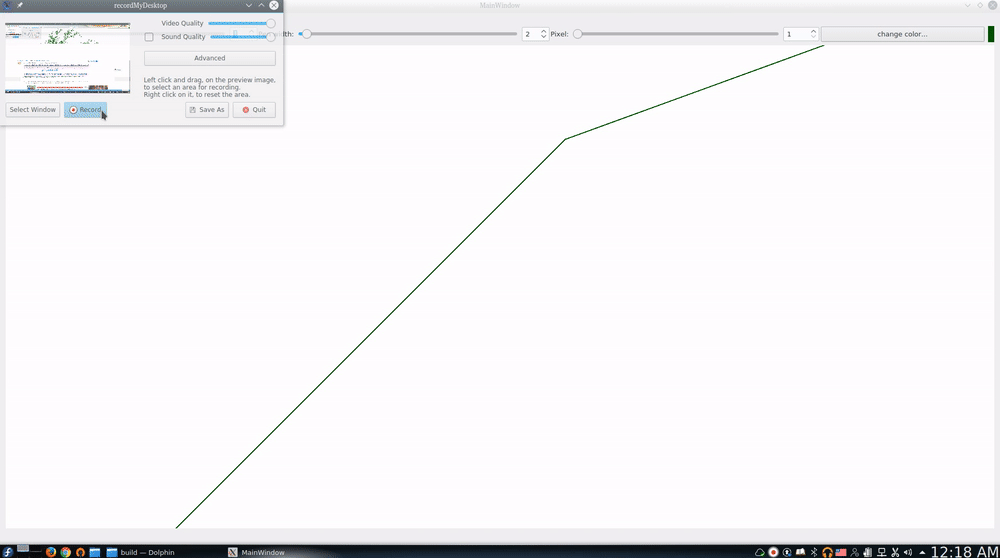 recordMyDesktop
MainWindow
Video Quality
Sound Quality
2
Pixel:
1
change color...
Advanced
Left click and drag, on the preview image,
to select an area for recording.
Right click on it, to reset the area.
Select Window
Record
Save As
Quit
build — Dolphin
MainWindow
12:18 AM